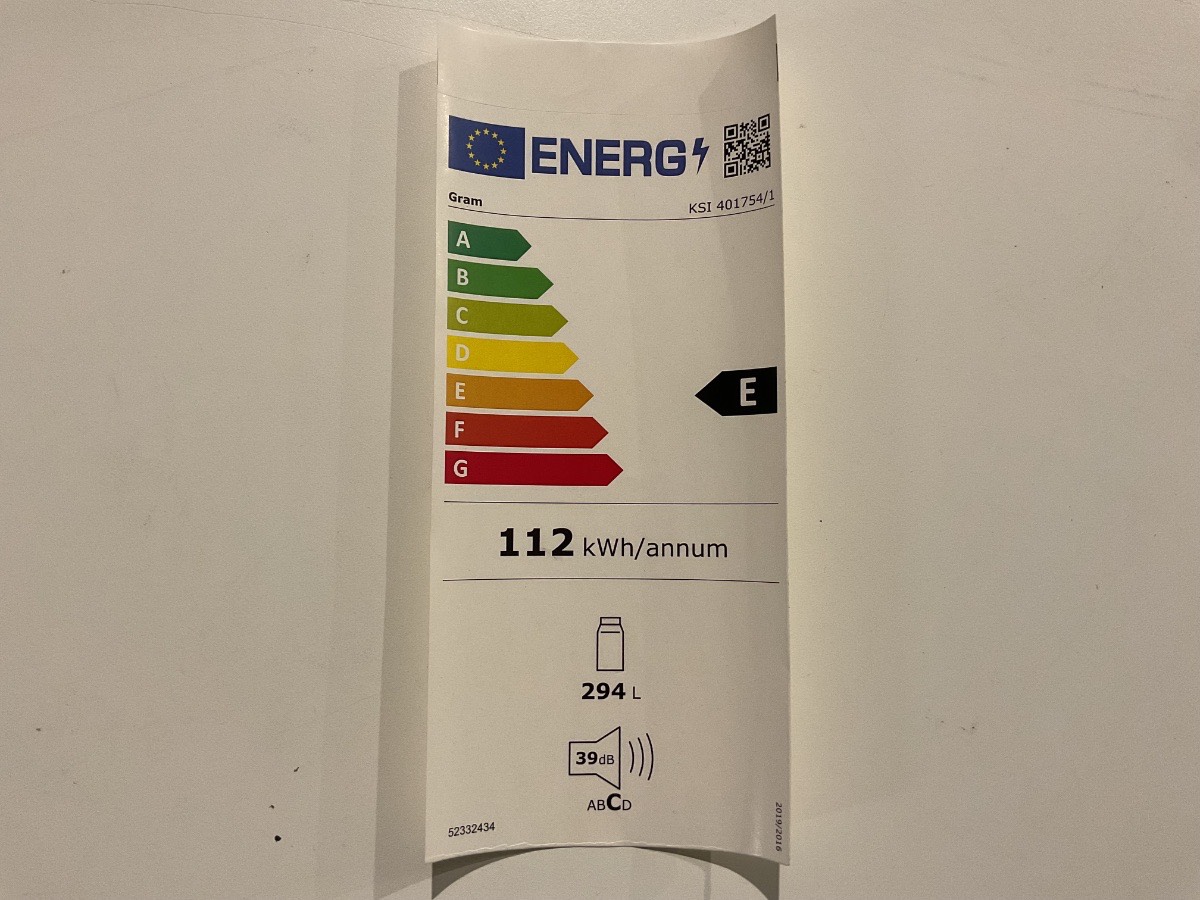 ENERG
Gram KSI 401754/1
A
B
C
D
E
E
F
G
112 kWh/annum
294 L
39dB
ABCD
52332434
2019/2016